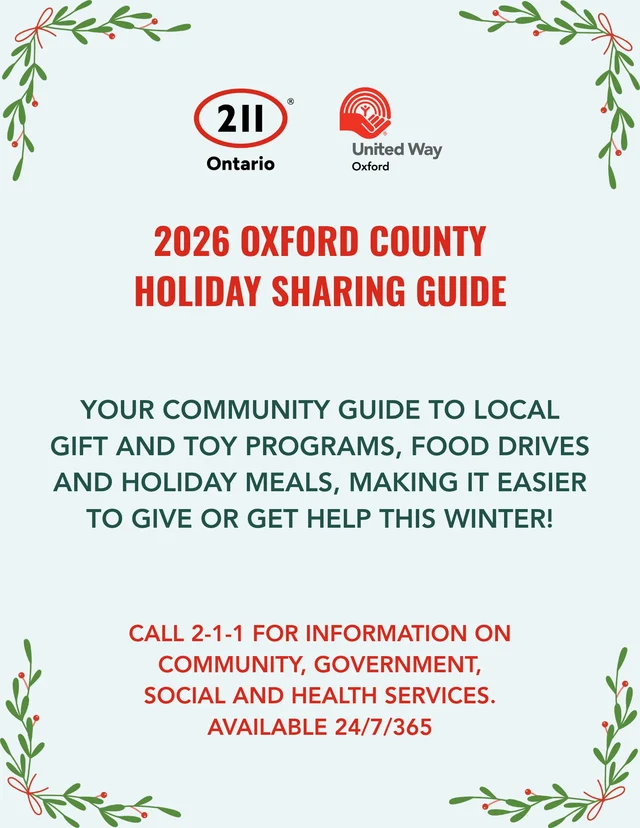 211®
Ontario
United Way
Oxford
2026 OXFORD COUNTY
HOLIDAY SHARING GUIDE
YOUR COMMUNITY GUIDE TO LOCAL
GIFT AND TOY PROGRAMS, FOOD DRIVES
AND HOLIDAY MEALS, MAKING IT EASIER
TO GIVE OR GET HELP THIS WINTER!
CALL 2-1-1 FOR INFORMATION ON
COMMUNITY, GOVERNMENT,
SOCIAL AND HEALTH SERVICES.
AVAILABLE 24/7/365